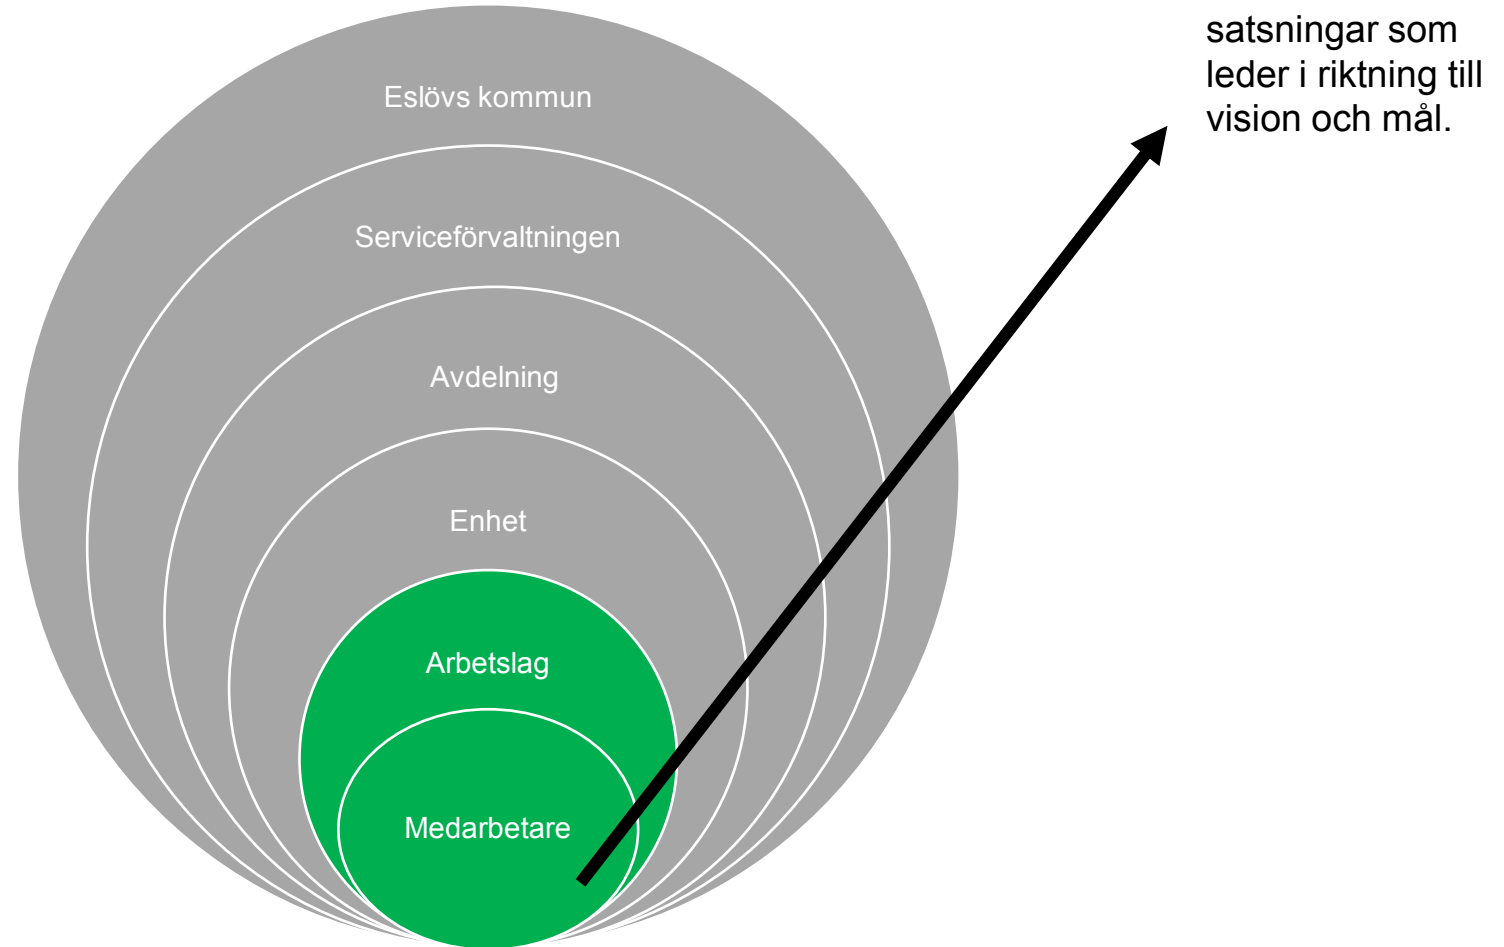 satsningar som
leder i riktning till
vision och mål.
Eslövs kommun
Serviceförvaltningen
Avdelning
Enhet
Arbetslag
Medarbetare